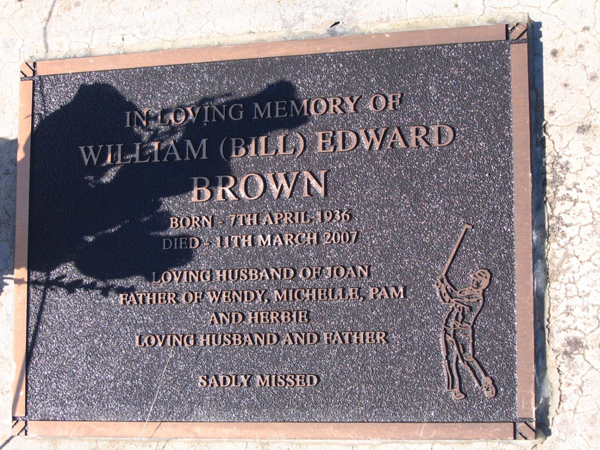 IN LOVING MEMORY OF
WILLIAM (BILL) EDWARD
BROWN
BORN - 7TH APRIL 1936
DIED - 11TH MARCH 2007
LOVING HUSBAND OF JOAN
FATHER OF WENDY, MICHELLE, PAM
AND HERBIE
LOVING HUSBAND AND FATHER
SADLY MISSED